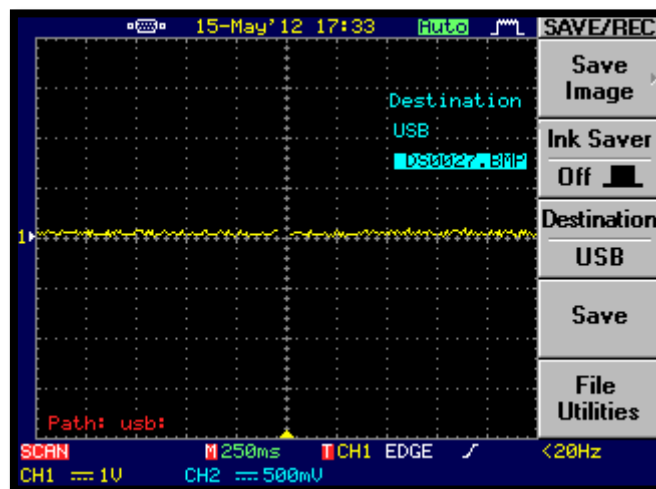 15-May'12 17:33 Auto SAVE/REC
Save
Image
Destination
USB
DS0027.BMP
Ink Saver
Off
Destination
USB
1
Save
File
Utilities
Path: usb:
SCAN M 250ms T CH1 EDGE <20Hz
CH1 1V CH2 500mV